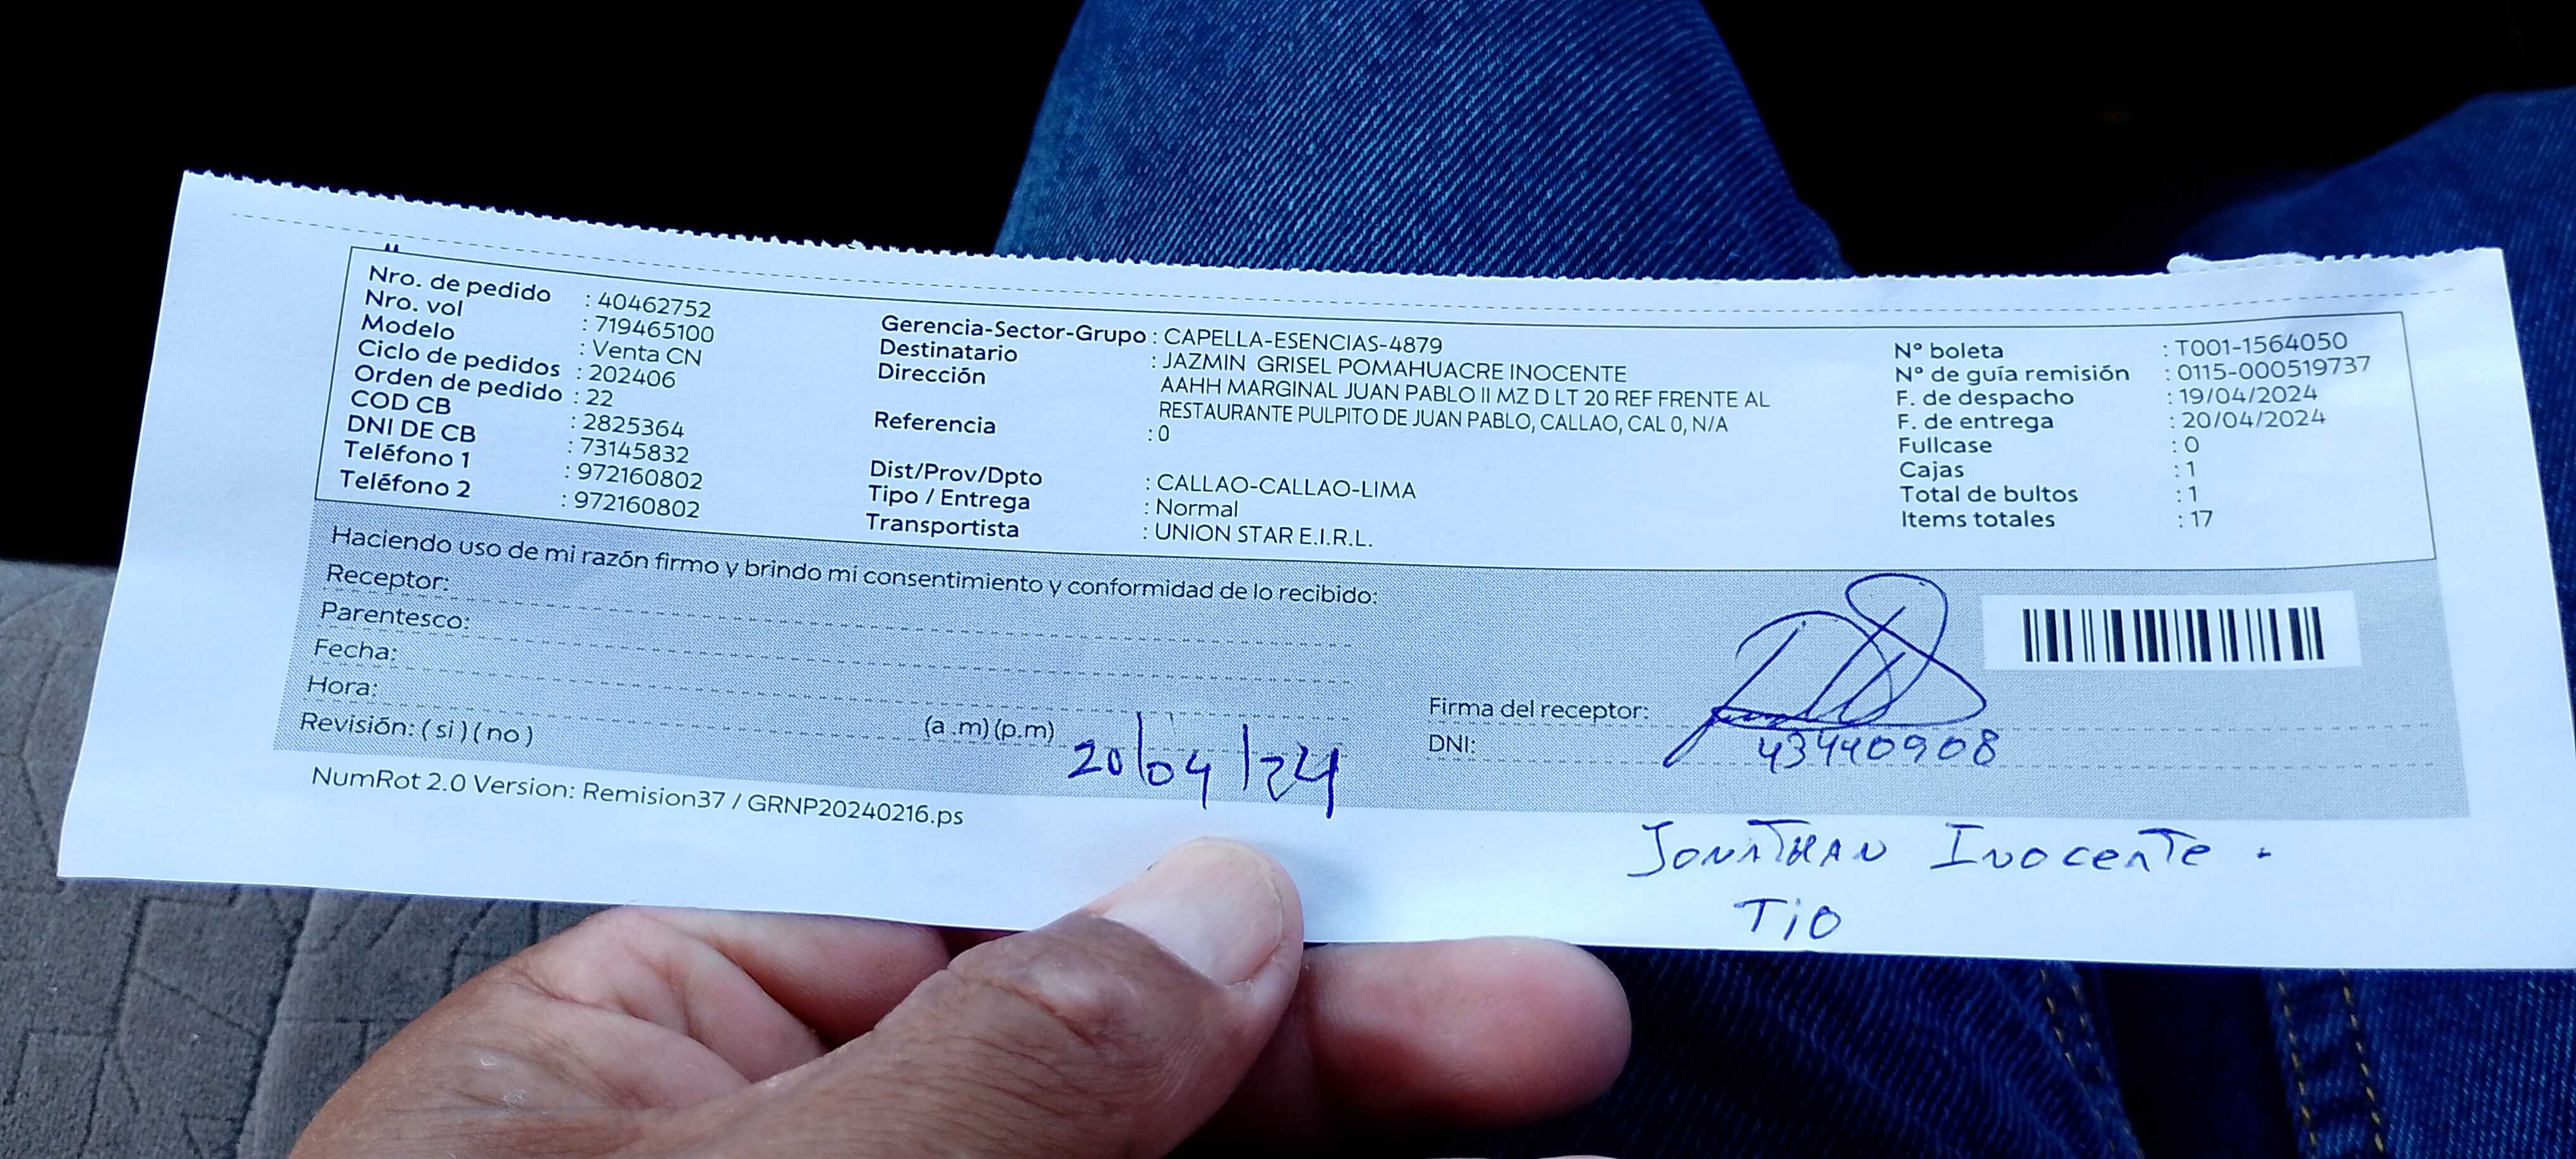 Nro. de pedido : 40462752
Nro. vol : 719465100
Modelo : Venta CN
Ciclo de pedidos : 202406
Orden de pedido : 22
COD CB : 2825364
DNI DE CB : 73145832
Teléfono 1 : 972160802
Teléfono 2 : 972160802
Gerencia-Sector-Grupo : CAPELLA-ESENCIAS-4879
Destinatario : JAZMIN GRISEL POMAHUACRE INOCENTE
Dirección AAHH MARGINAL JUAN PABLO II MZ D LT 20 REF FRENTE AL
RESTAURANTE PULPITO DE JUAN PABLO, CALLAO, CAL 0, N/A
Referencia : 0
Dist/Prov/Dpto : CALLAO-CALLAO-LIMA
Tipo / Entrega : Normal
Transportista : UNION STAR E.I.R.L.
N° boleta : T001-1564050
N° de guía remisión : 0115-000519737
F. de despacho : 19/04/2024
F. de entrega : 20/04/2024
Fullcase : 0
Cajas : 1
Total de bultos : 1
Items totales : 17
Haciendo uso de mi razón firmo y brindo mi consentimiento y conformidad de lo recibido:
Receptor:
Parentesco:
Fecha:
Hora: (a .m) (p.m)
Revisión: ( si ) ( no )
20/04/24
Firma del receptor:
DNI: 43440908
NumRot 2.0 Version: Remision37 / GRNP20240216.ps
JONATHAN INOCENTE.
TIO